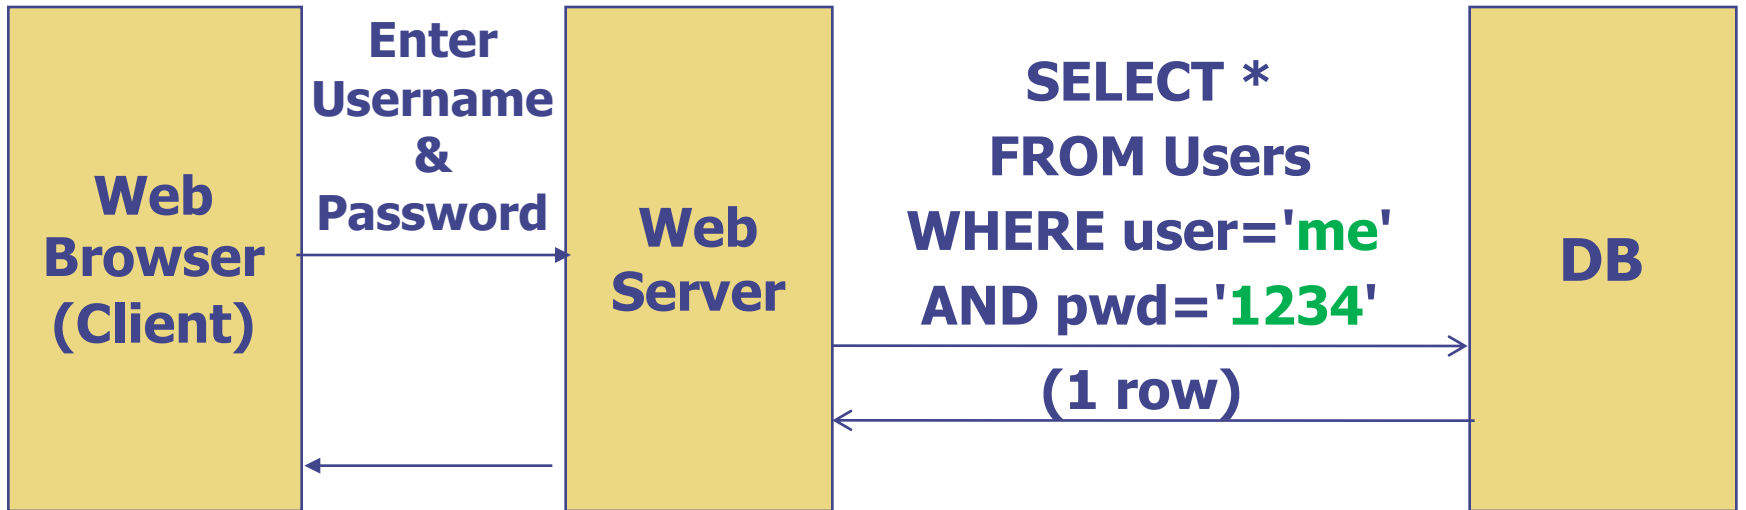 Web
Browser
(Client)
Enter
Username
&
Password
Web
Server
SELECT *
FROM Users
WHERE user='me'
AND pwd='1234'
(1 row)
DB